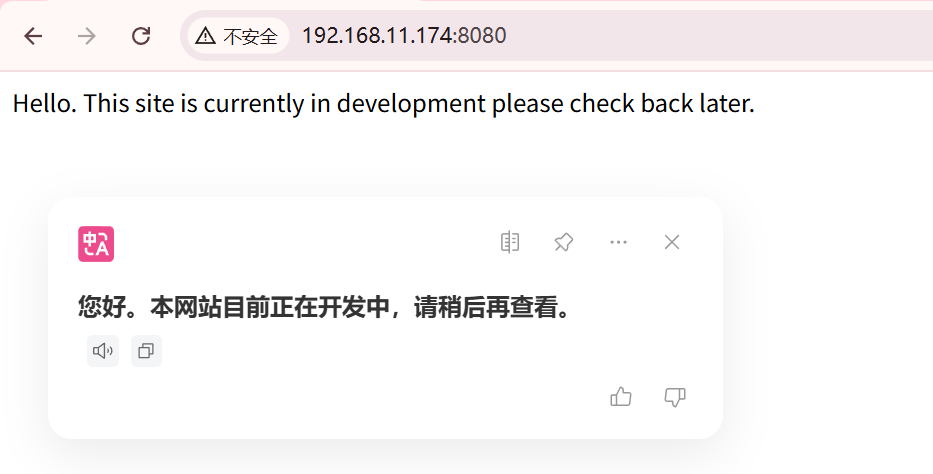 不安全 192.168.11.174:8080
Hello. This site is currently in development please check back later.
中A
您好。本网站目前正在开发中，请稍后再查看。